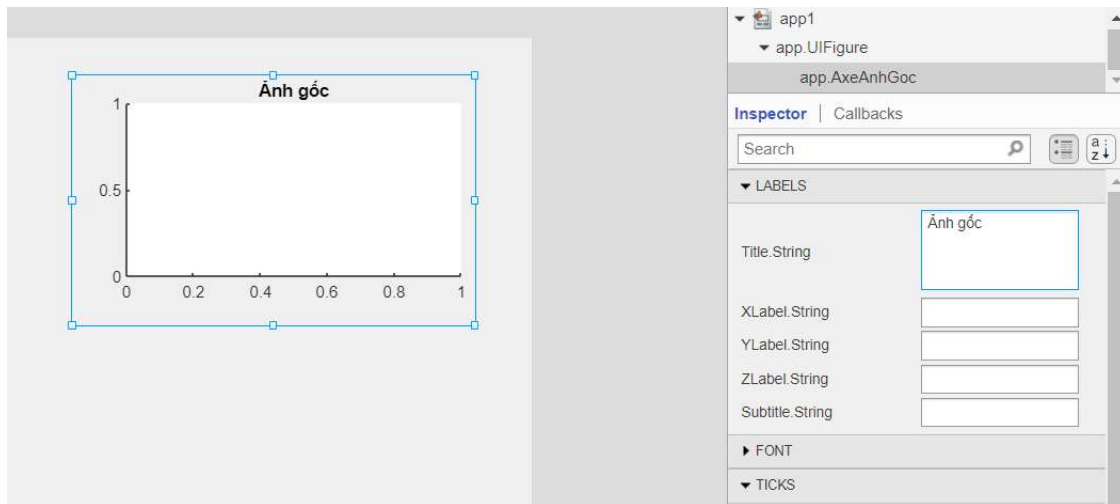 Ảnh gốc
1
0.5
0
0 0.2 0.4 0.6 0.8 1
app1
app.UIFigure
app.AxeAnhGoc
Inspector | Callbacks
Search
LABELS
Title.String
Ảnh gốc
XLabel.String
YLabel.String
ZLabel.String
Subtitle.String
FONT
TICKS